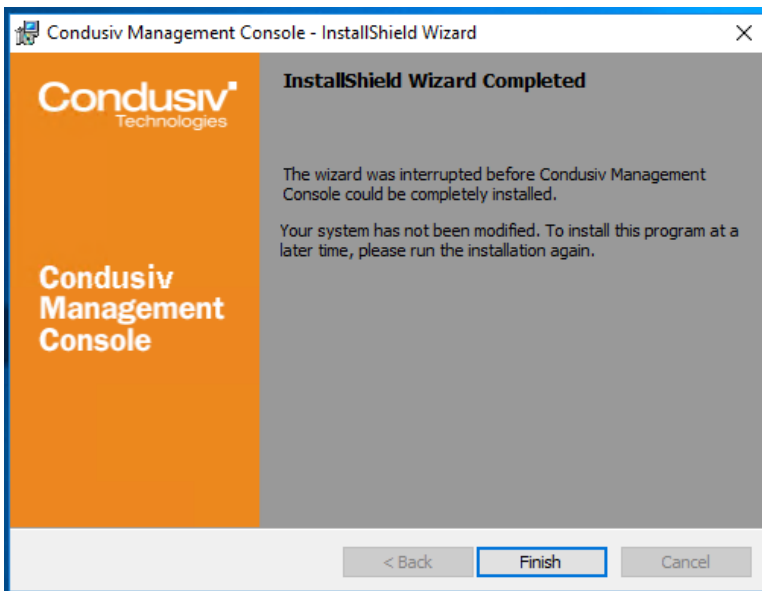 Condusiv Management Console - InstallShield Wizard
Condusiv
Technologies
InstallShield Wizard Completed
The wizard was interrupted before Condusiv Management
Console could be completely installed.
Your system has not been modified. To install this program at a
later time, please run the installation again.
Condusiv
Management
Console
< Back
Finish
Cancel